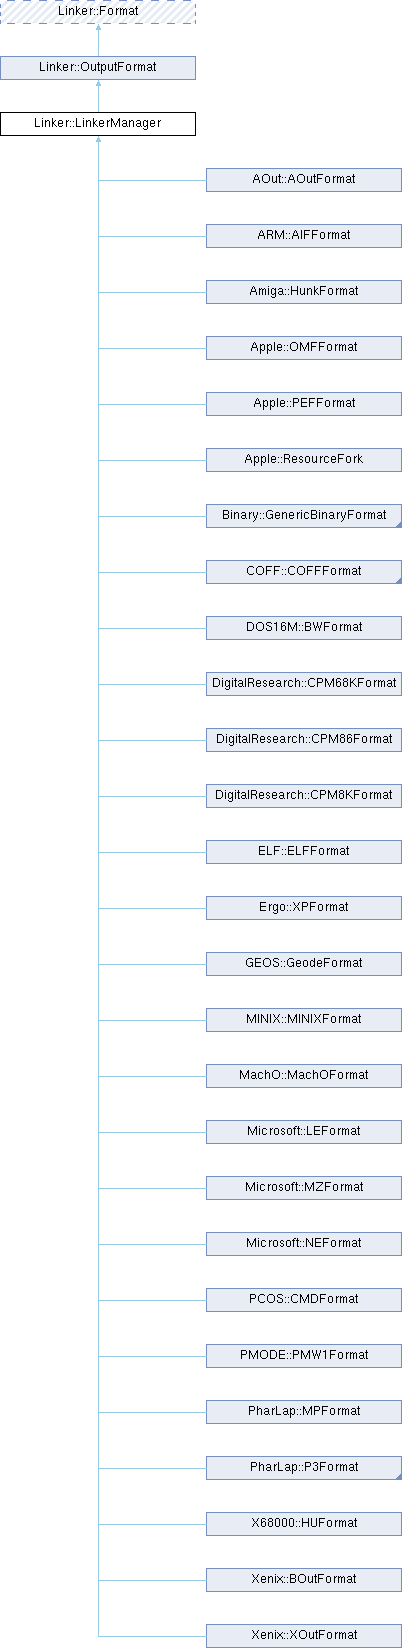 Linker::Format
Linker::OutputFormat
Linker::LinkerManager
AOut::AOutFormat
ARM::AIFFormat
Amiga::HunkFormat
Apple::OMFFormat
Apple::PEFFormat
Apple::ResourceFork
Binary::GenericBinaryFormat
COFF::COFFFormat
DOS16M::BWFormat
DigitalResearch::CPM68KFormat
DigitalResearch::CPM86Format
DigitalResearch::CPM8KFormat
ELF::ELFFormat
Ergo::XPFormat
GEOS::GeodeFormat
MINIX::MINIXFormat
MachO::MachOFormat
Microsoft::LEFormat
Microsoft::MZFormat
Microsoft::NEFormat
PCOS::CMDFormat
PMODE::PMW1Format
PharLap::MPFormat
PharLap::P3Format
X68000::HUFormat
Xenix::BOutFormat
Xenix::XOutFormat